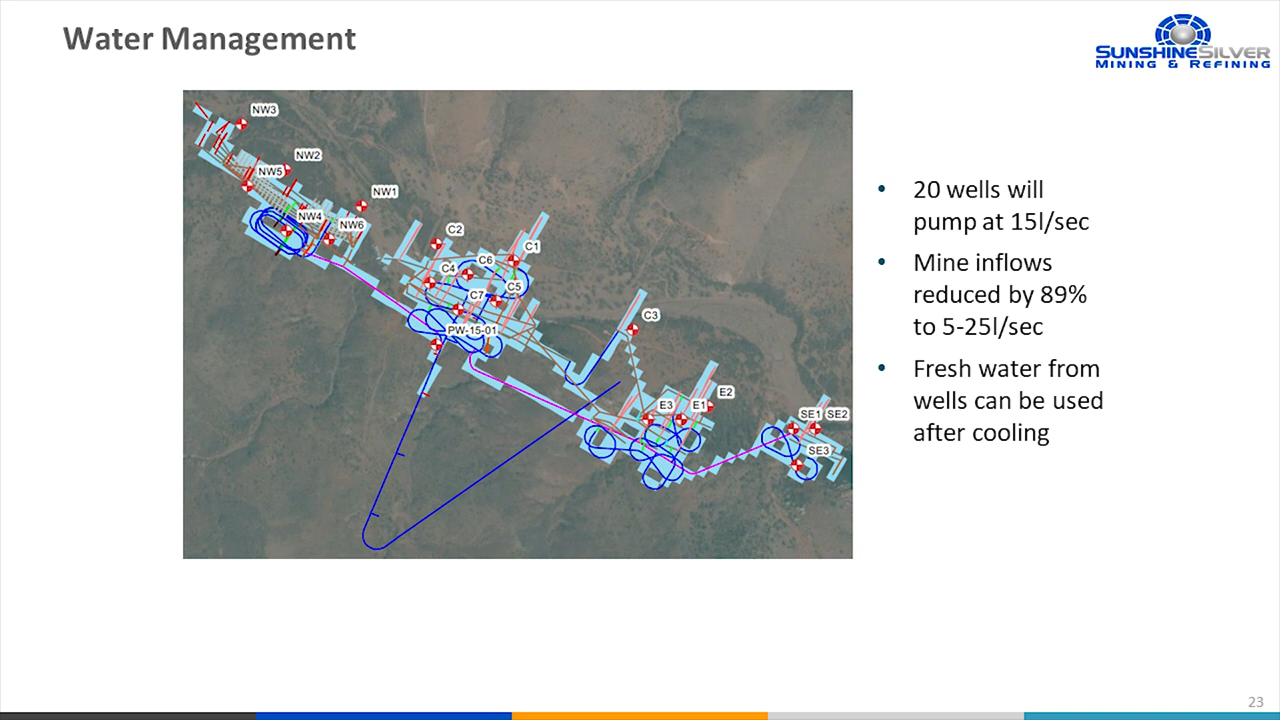 Water Management
SUNSHINESILVER
MINING & REFINING
NW3
NW2
NW5
NW1
NW4
NW6
C2
C1
C6
C4
C5
C7
C3
PW-15-01
E2
E3
E1
SE1
SE2
SE3
• 20 wells will
pump at 15l/sec
• Mine inflows
reduced by 89%
to 5-25l/sec
• Fresh water from
wells can be used
after cooling
23